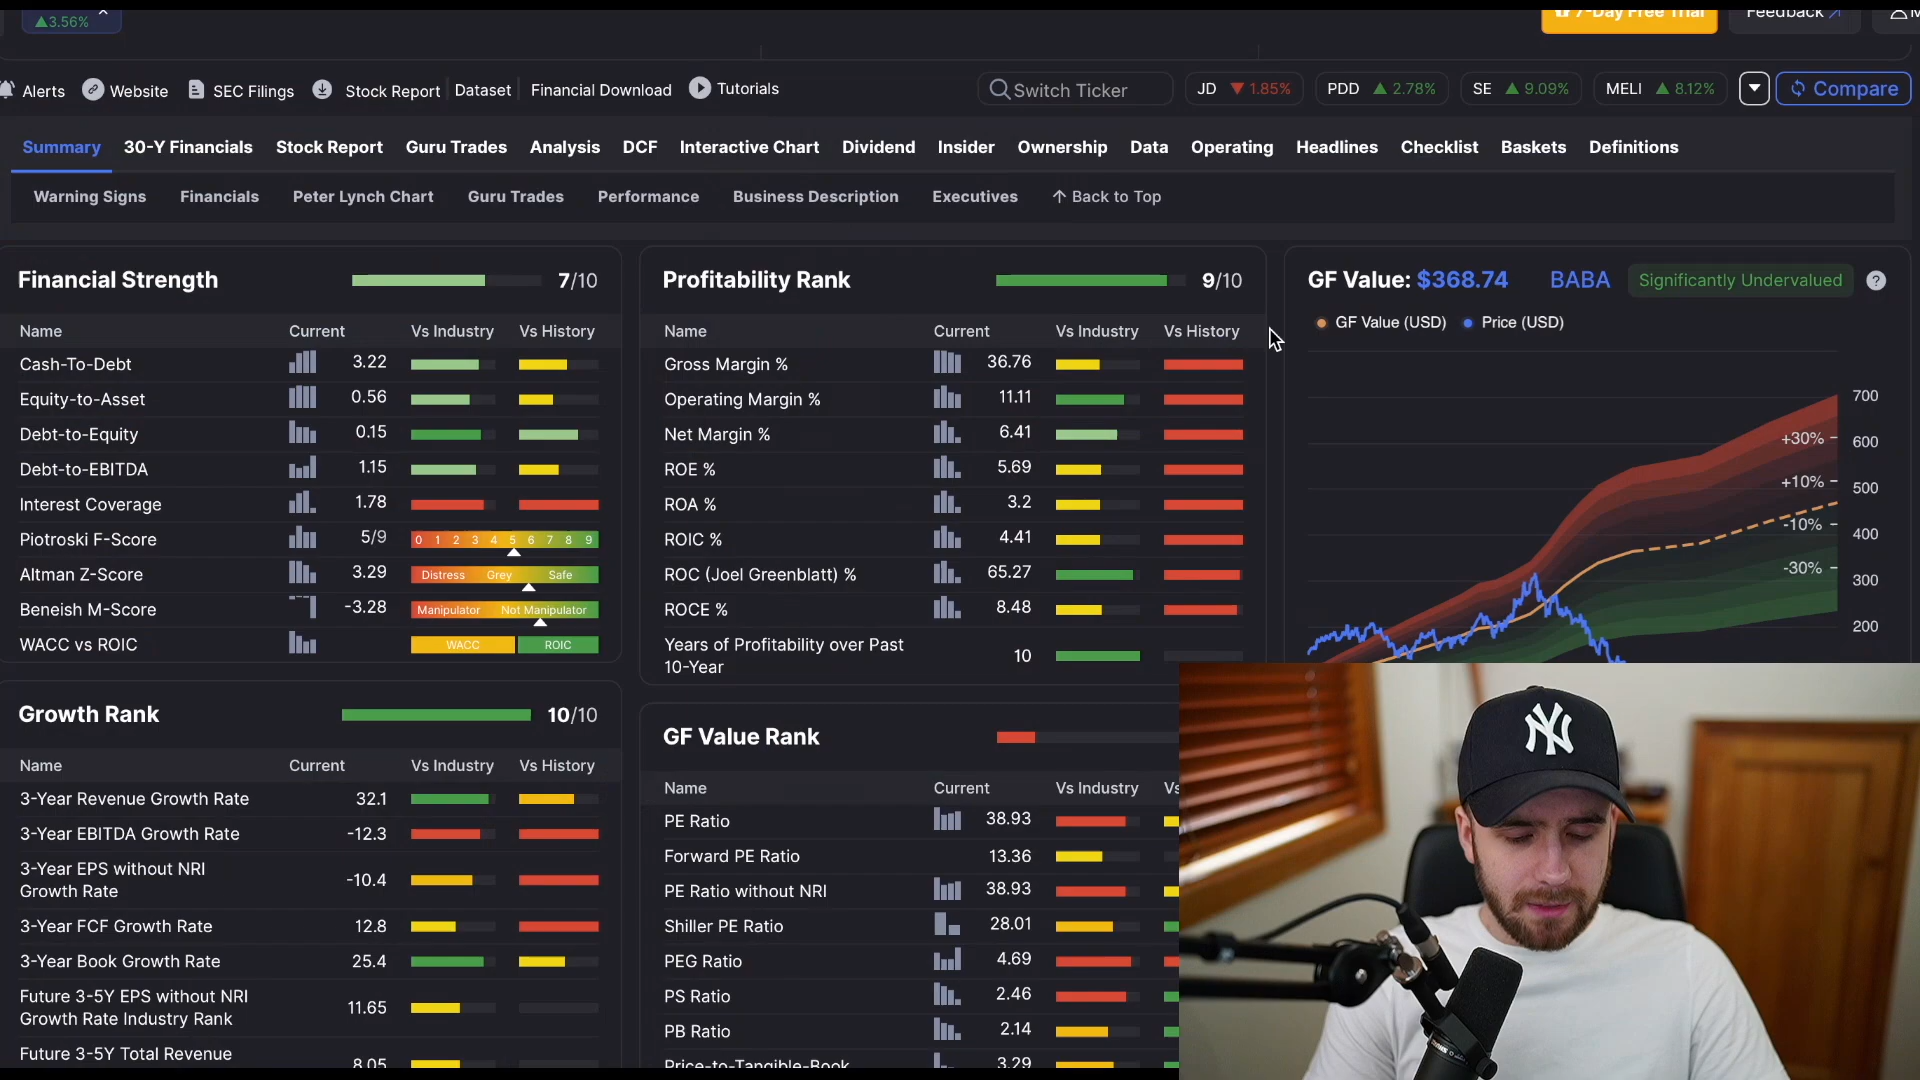 ▲3.56%
7-Day Free Trial
Feedback
Alerts Website SEC Filings Stock Report Dataset Financial Download Tutorials Switch Ticker JD ▼ 1.85% PDD ▲ 2.78% SE ▲ 9.09% MELI ▲ 8.12% Compare
Summary 30-Y Financials Stock Report Guru Trades Analysis DCF Interactive Chart Dividend Insider Ownership Data Operating Headlines Checklist Baskets Definitions
Warning Signs Financials Peter Lynch Chart Guru Trades Performance Business Description Executives ↑ Back to Top
Financial Strength 7/10
Name Current Vs Industry Vs History
Cash-To-Debt 3.22
Equity-to-Asset 0.56
Debt-to-Equity 0.15
Debt-to-EBITDA 1.15
Interest Coverage 1.78
Piotroski F-Score 5/9 0 1 2 3 4 5 6 7 8 9
Altman Z-Score 3.29 Distress Grey Safe
Beneish M-Score -3.28 Manipulator Not Manipulator
WACC vs ROIC WACC ROIC
Profitability Rank 9/10
Name Current Vs Industry Vs History
Gross Margin % 36.76
Operating Margin % 11.11
Net Margin % 6.41
ROE % 5.69
ROA % 3.2
ROIC % 4.41
ROC (Joel Greenblatt) % 65.27
ROCE % 8.48
Years of Profitability over Past
10-Year 10
GF Value: $368.74 BABA Significantly Undervalued ?
GF Value (USD) Price (USD)
700
+30%
600
+10%
500
-10%
400
-30%
300
200
Growth Rank 10/10
Name Current Vs Industry Vs History
3-Year Revenue Growth Rate 32.1
3-Year EBITDA Growth Rate -12.3
3-Year EPS without NRI
Growth Rate -10.4
3-Year FCF Growth Rate 12.8
3-Year Book Growth Rate 25.4
Future 3-5Y EPS without NRI
Growth Rate Industry Rank 11.65
Future 3-5Y Total Revenue
8.05
GF Value Rank
Name Current Vs Industry
PE Ratio 38.93
Forward PE Ratio 13.36
PE Ratio without NRI 38.93
Shiller PE Ratio 28.01
PEG Ratio 4.69
PS Ratio 2.46
PB Ratio 2.14
Price-to-Tangible-Book 3.29
NY